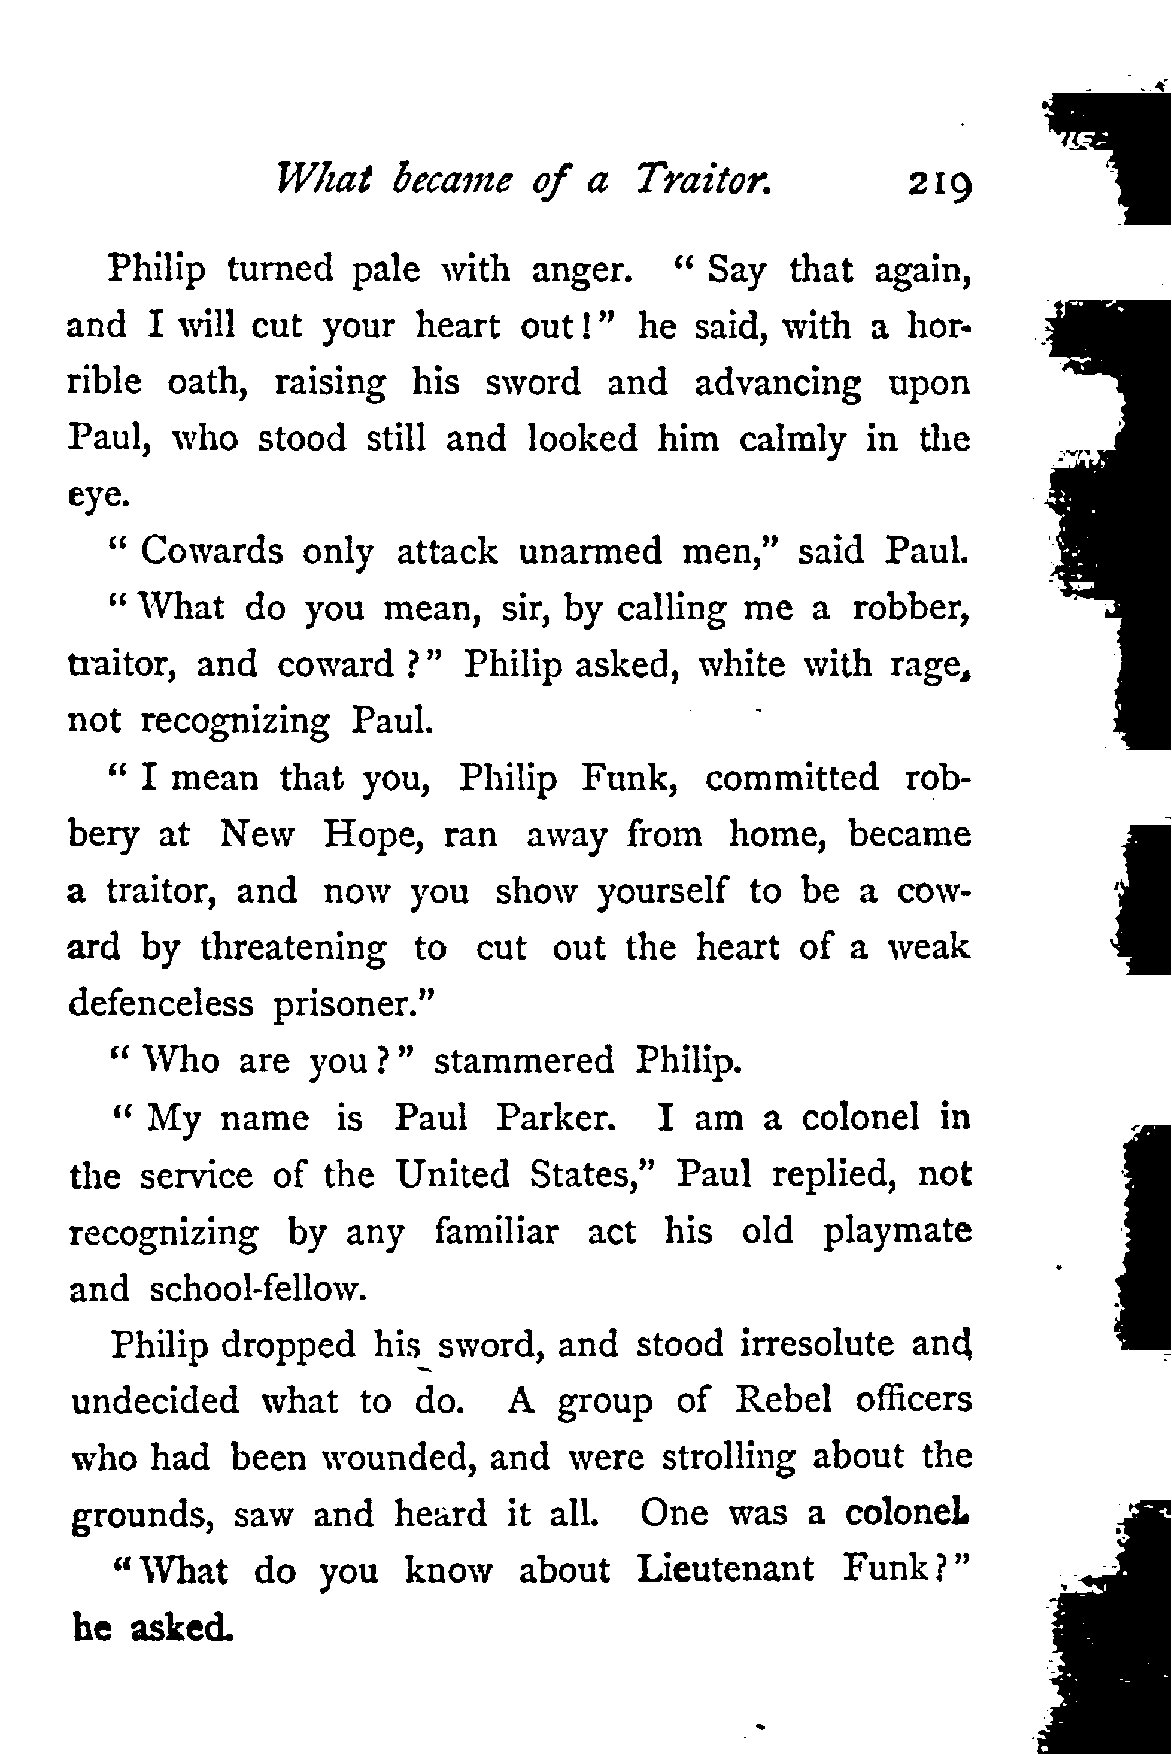 What became of a Traitor. 219
Philip turned pale with anger. " Say that again,
and I will cut your heart out!" he said, with a hor-
rible oath, raising his sword and advancing upon
Paul, who stood still and looked him calmly in the
eye.
" Cowards only attack unarmed men," said Paul.
" What do you mean, sir, by calling me a robber,
traitor, and coward ?" Philip asked, white with rage,
not recognizing Paul.
" I mean that you, Philip Funk, committed rob-
bery at New Hope, ran away from home, became
a traitor, and now you show yourself to be a cow-
ard by threatening to cut out the heart of a weak
defenceless prisoner."
" Who are you ?" stammered Philip.
" My name is Paul Parker. I am a colonel in
the service of the United States," Paul replied, not
recognizing by any familiar act his old playmate
and school-fellow.
Philip dropped his sword, and stood irresolute and
undecided what to do. A group of Rebel officers
who had been wounded, and were strolling about the
grounds, saw and heard it all. One was a colonel.
"What do you know about Lieutenant Funk?"
he asked.